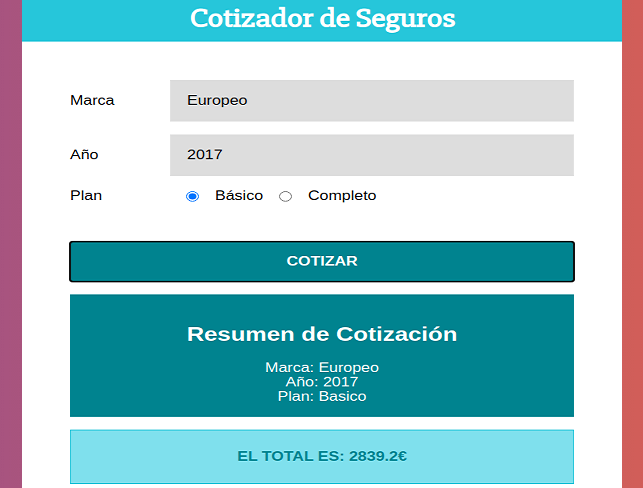 Cotizador de Seguros
Marca
Europeo
Año
2017
Plan
Básico
Completo
COTIZAR
Resumen de Cotización
Marca: Europeo
Año: 2017
Plan: Basico
EL TOTAL ES: 2839.2€